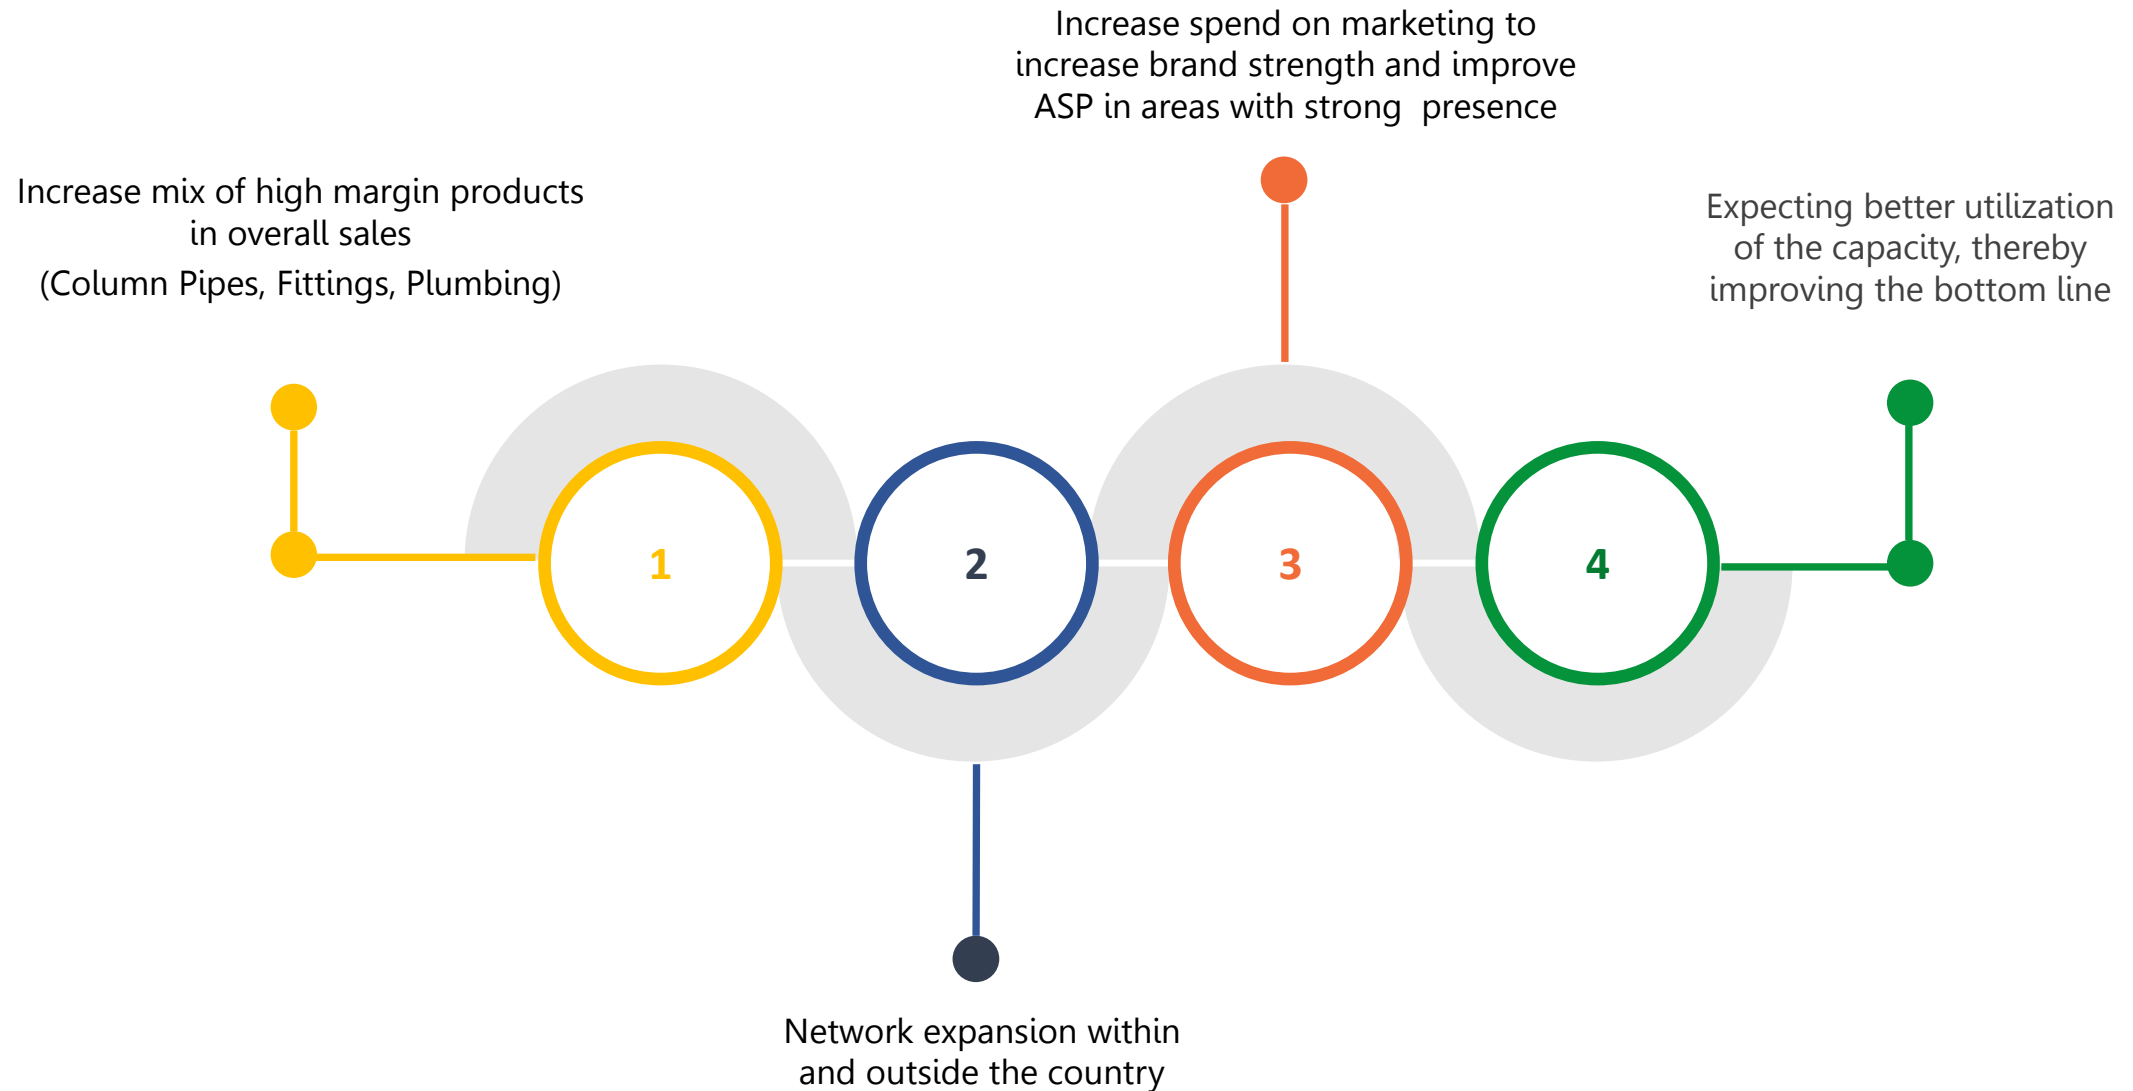 Increase spend on marketing to
increase brand strength and improve
ASP in areas with strong  presence
Increase mix of high margin products
in overall sales
(Column Pipes, Fittings, Plumbing)
Expecting better utilization
of the capacity, thereby
improving the bottom line
1
2
3
4
Network expansion within
and outside the country